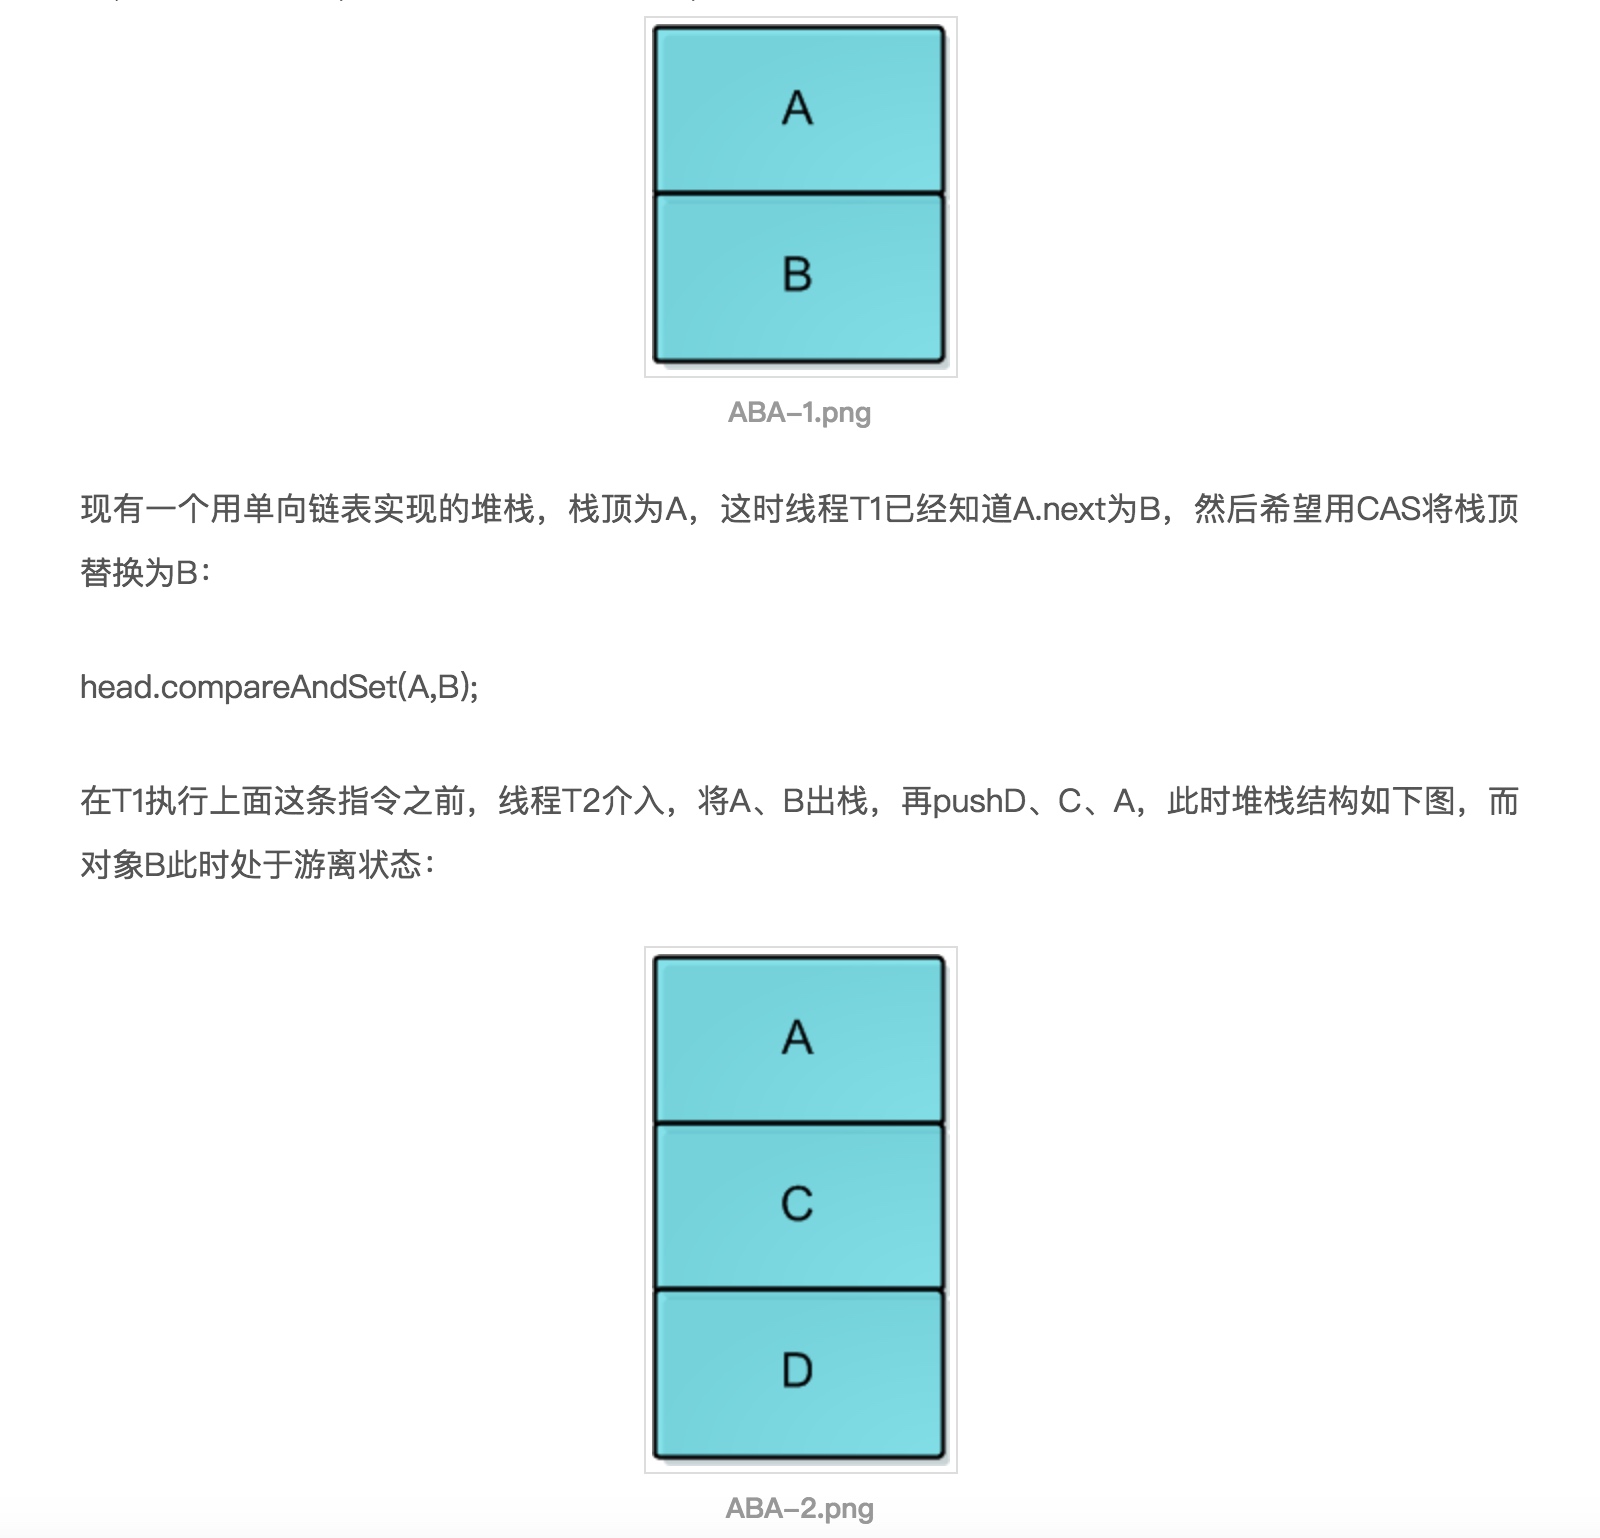 A
B
ABA-1.png
现有一个用单向链表实现的堆栈，栈顶为A，这时线程T1已经知道A.next为B，然后希望用CAS将栈顶
替换为B：
head.compareAndSet(A,B);
在T1执行上面这条指令之前，线程T2介入，将A、B出栈，再pushD、C、A，此时堆栈结构如下图，而
对象B此时处于游离状态：
A
C
D
ABA-2.png